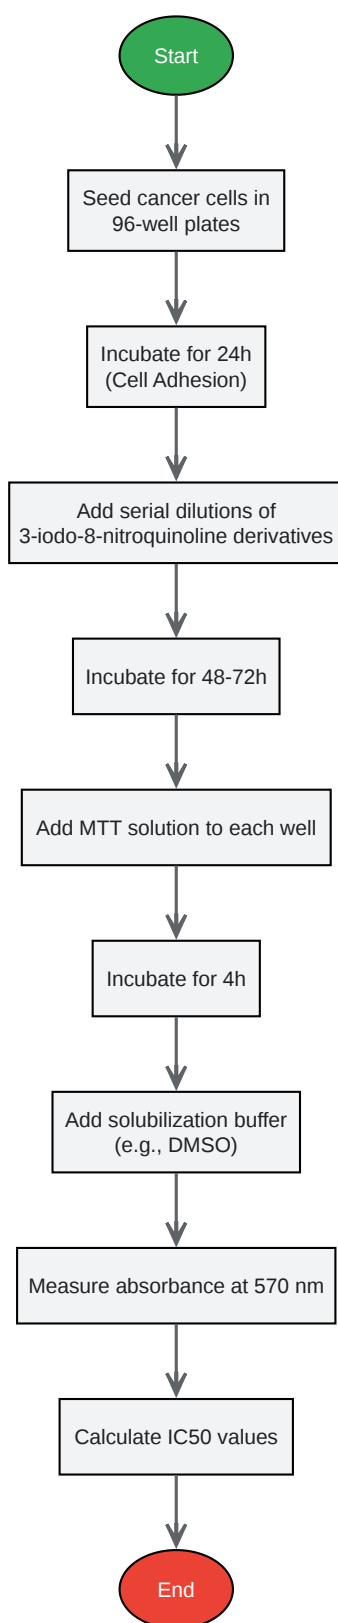 Start
Seed cancer cells in
96-well plates
Incubate for 24h
(Cell Adhesion)
Add serial dilutions of
3-iodo-8-nitroquinoline derivatives
Incubate for 48-72h
Add MTT solution to each well
Incubate for 4h
Add solubilization buffer
(e.g., DMSO)
Measure absorbance at 570 nm
Calculate IC50 values
End